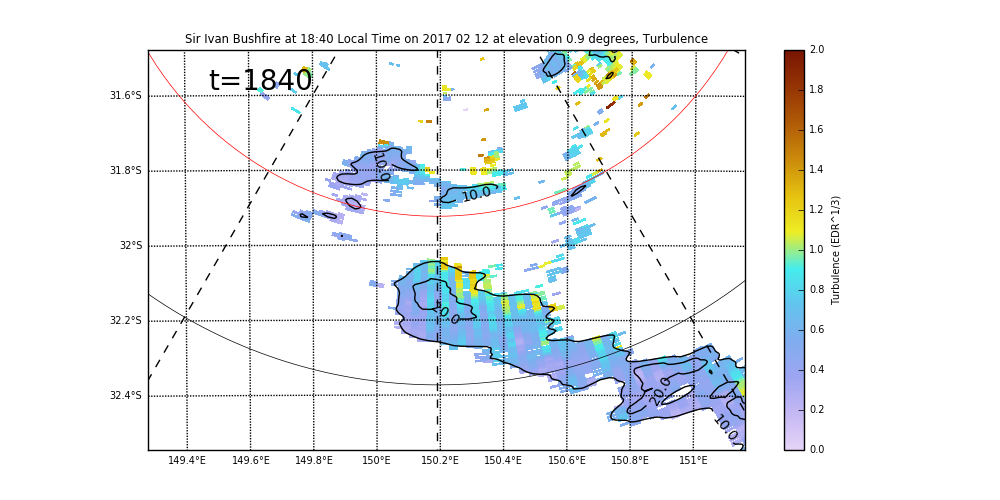 Sir Ivan Bushfire at 18:40 Local Time on 2017 02 12 at elevation 0.9 degrees, Turbulence
t=1840
31.6°S
31.8°S
32°S
32.2°S
32.4°S
149.4°E 149.6°E 149.8°E 150°E 150.2°E 150.4°E 150.6°E 150.8°E 151°E
10.0
10.0
20.0
10.0
2.0
1.8
1.6
1.4
1.2
1.0
0.8
0.6
0.4
0.2
0.0
Turbulence (EDR^1/3)